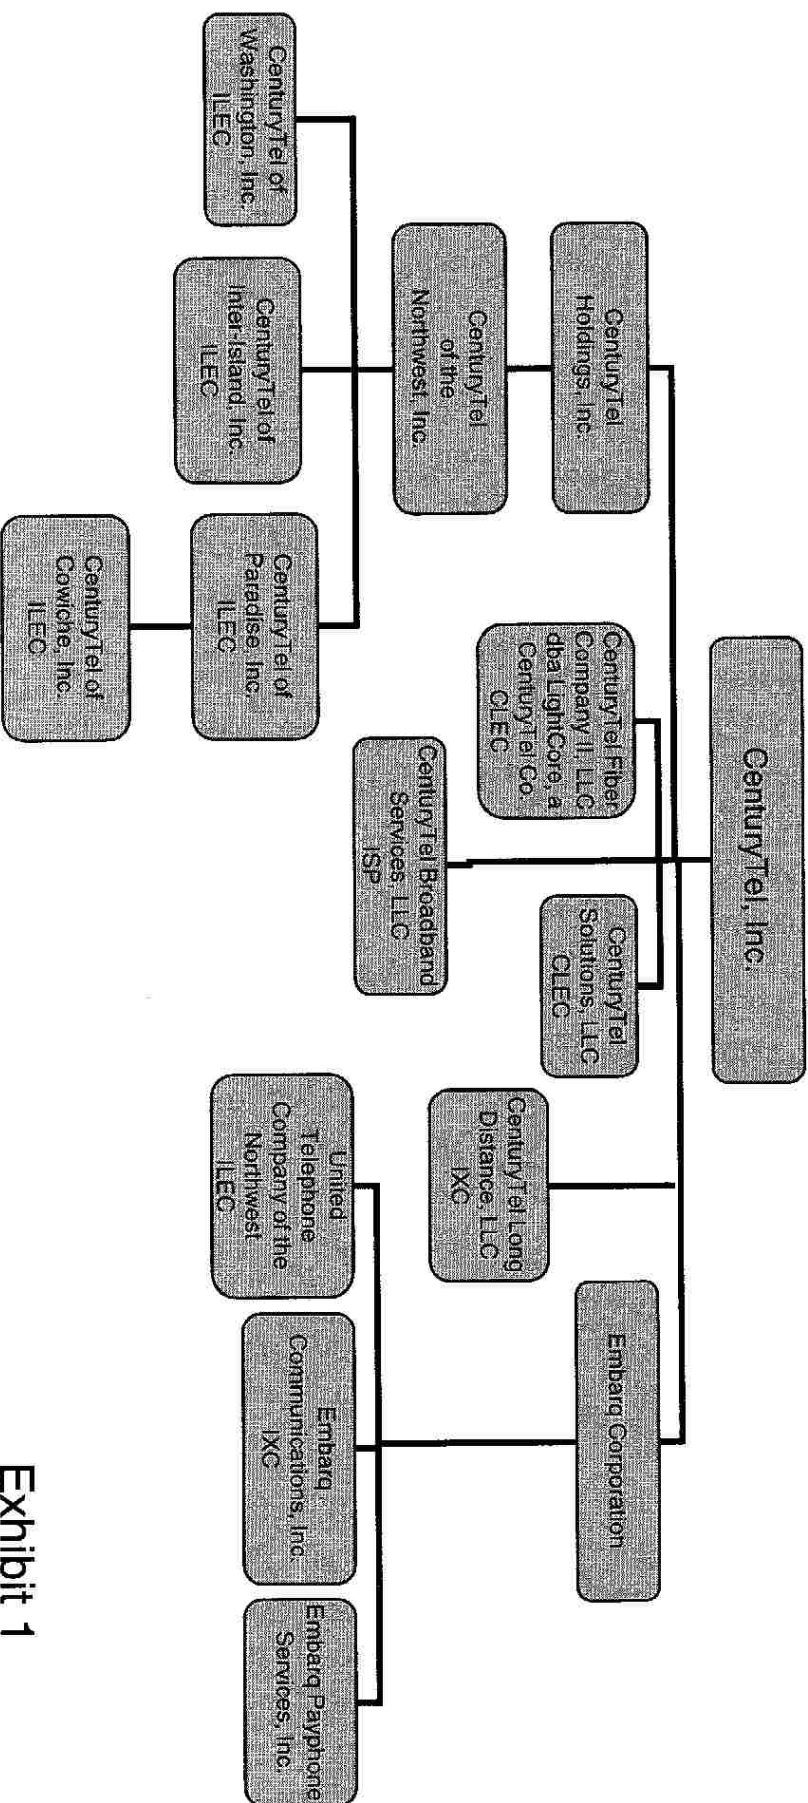 CenturyTel, Inc.
CenturyTel
Holdings, Inc.
CenturyTel
of the
Northwest, Inc.
CenturyTel of
Washington, Inc.
ILEC
CenturyTel of
Inter-Island, Inc.
ILEC
CenturyTel of
Paradise, Inc.
ILEC
CenturyTel of
Cowiche, Inc.
ILEC
CenturyTel Fiber
Company II, LLC
dba LightCore, a
CenturyTel Co.
CLEC
CenturyTel
Solutions, LLC
CLEC
CenturyTel Broadband
Services, LLC
ISP
CenturyTel Long
Distance, LLC
IXC
Embarq Corporation
United
Telephone
Company of the
Northwest
ILEC
Embarq
Communications, Inc.
IXC
Embarq Payphone
Services, Inc.
Exhibit 1